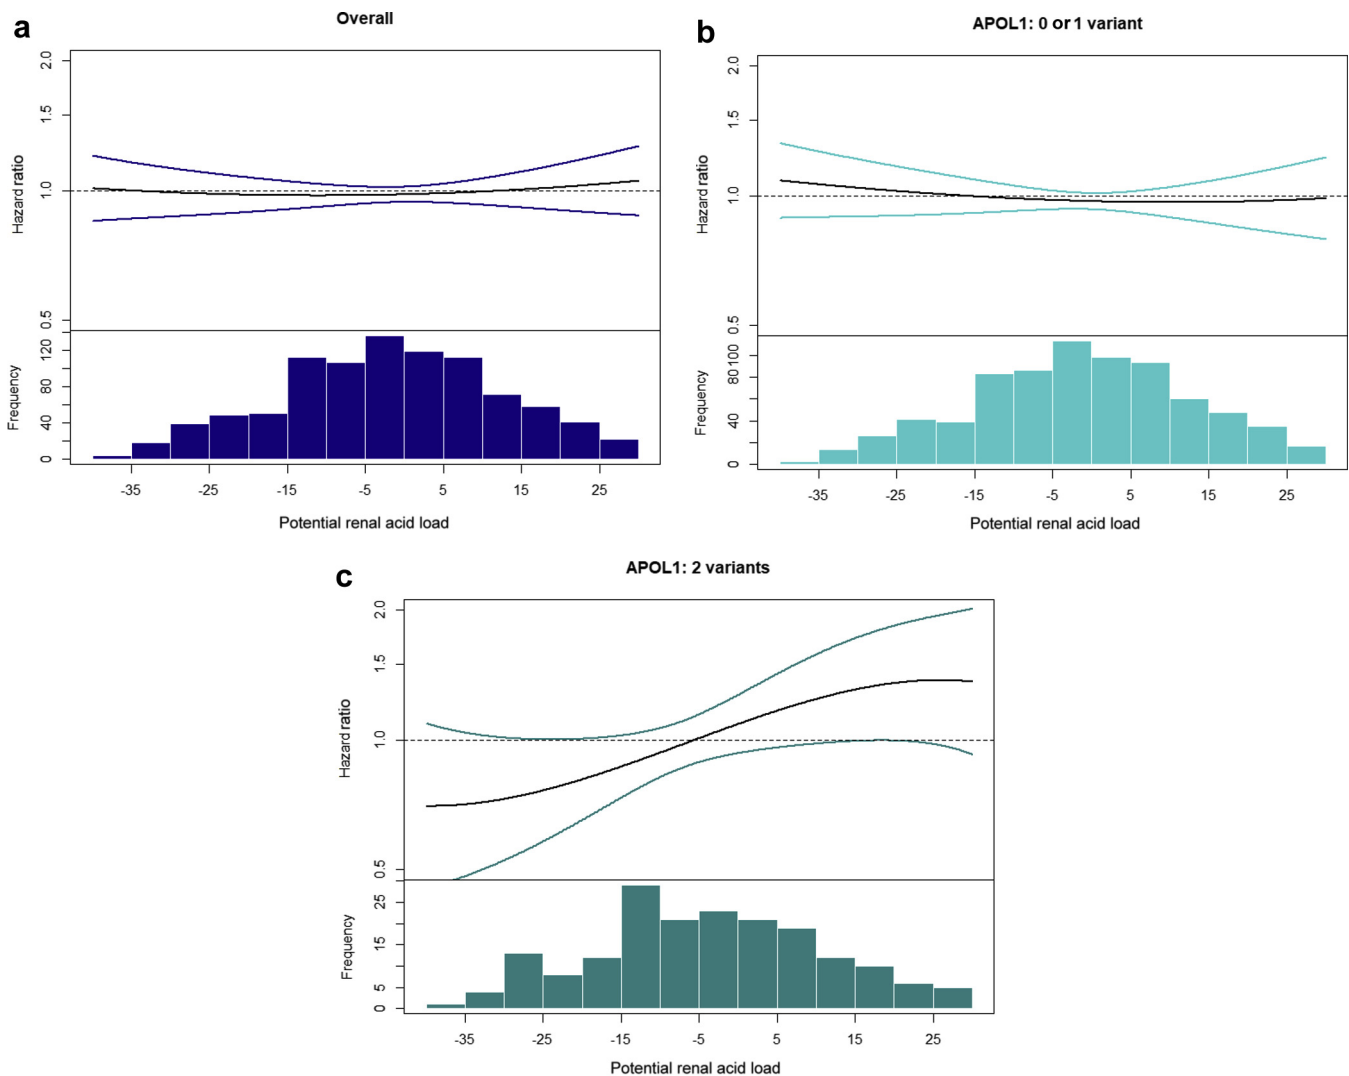 a
Overall
Hazard ratio
2.0
1.5
1.0
0.5
Frequency
120
80
40
0
-35 -25 -15 -5 5 15 25
Potential renal acid load
b
APOL1: 0 or 1 variant
Hazard ratio
2.0
1.5
1.0
0.5
Frequency
100
80
40
0
-35 -25 -15 -5 5 15 25
Potential renal acid load
c
APOL1: 2 variants
Hazard ratio
2.0
1.5
1.0
0.5
Frequency
25
15
5
0
-35 -25 -15 -5 5 15 25
Potential renal acid load